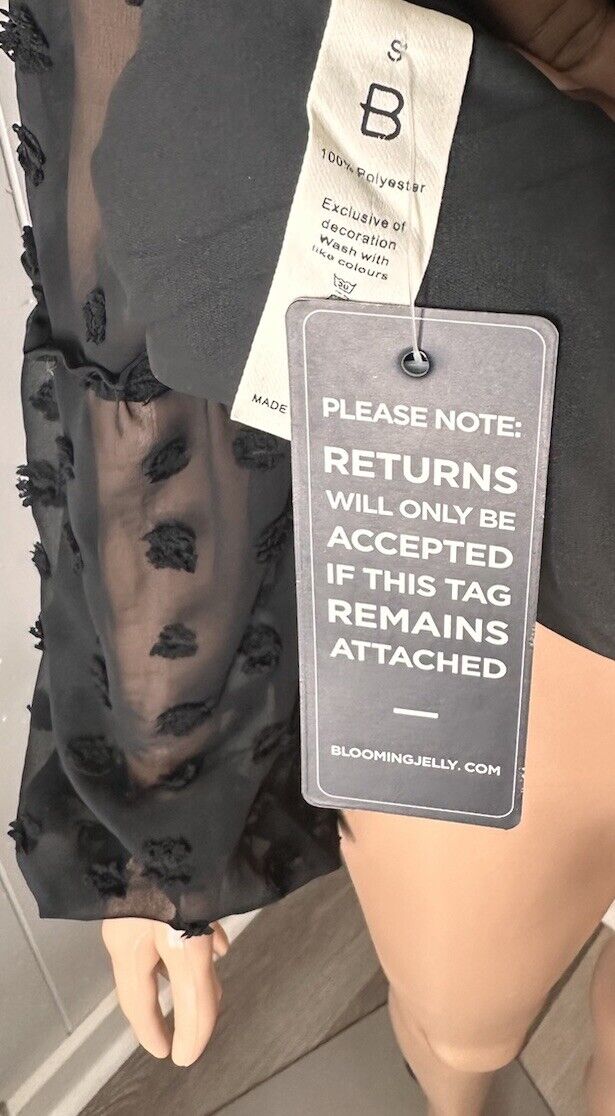 S
B
100% Polyester
Exclusive of
decoration
Wash with
like colours
30
MADE
PLEASE NOTE:
RETURNS
WILL ONLY BE
ACCEPTED
IF THIS TAG
REMAINS
ATTACHED
BLOOMINGJELLY.COM